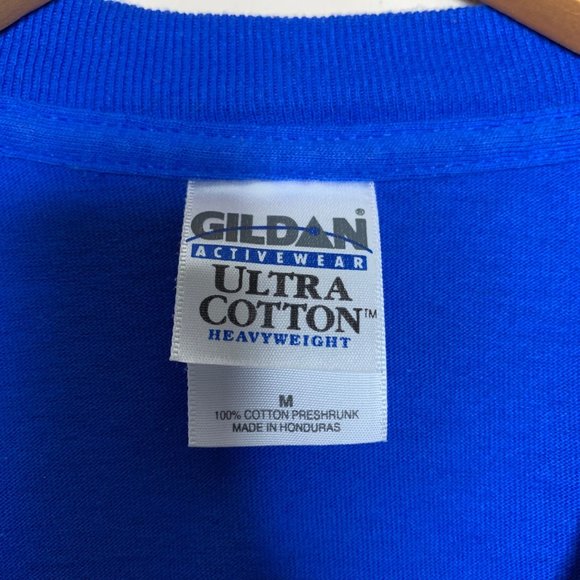 GILDAN®
ACTIVEWEAR
ULTRA
COTTON™
HEAVYWEIGHT
M
100% COTTON PRESHRUNK
MADE IN HONDURAS